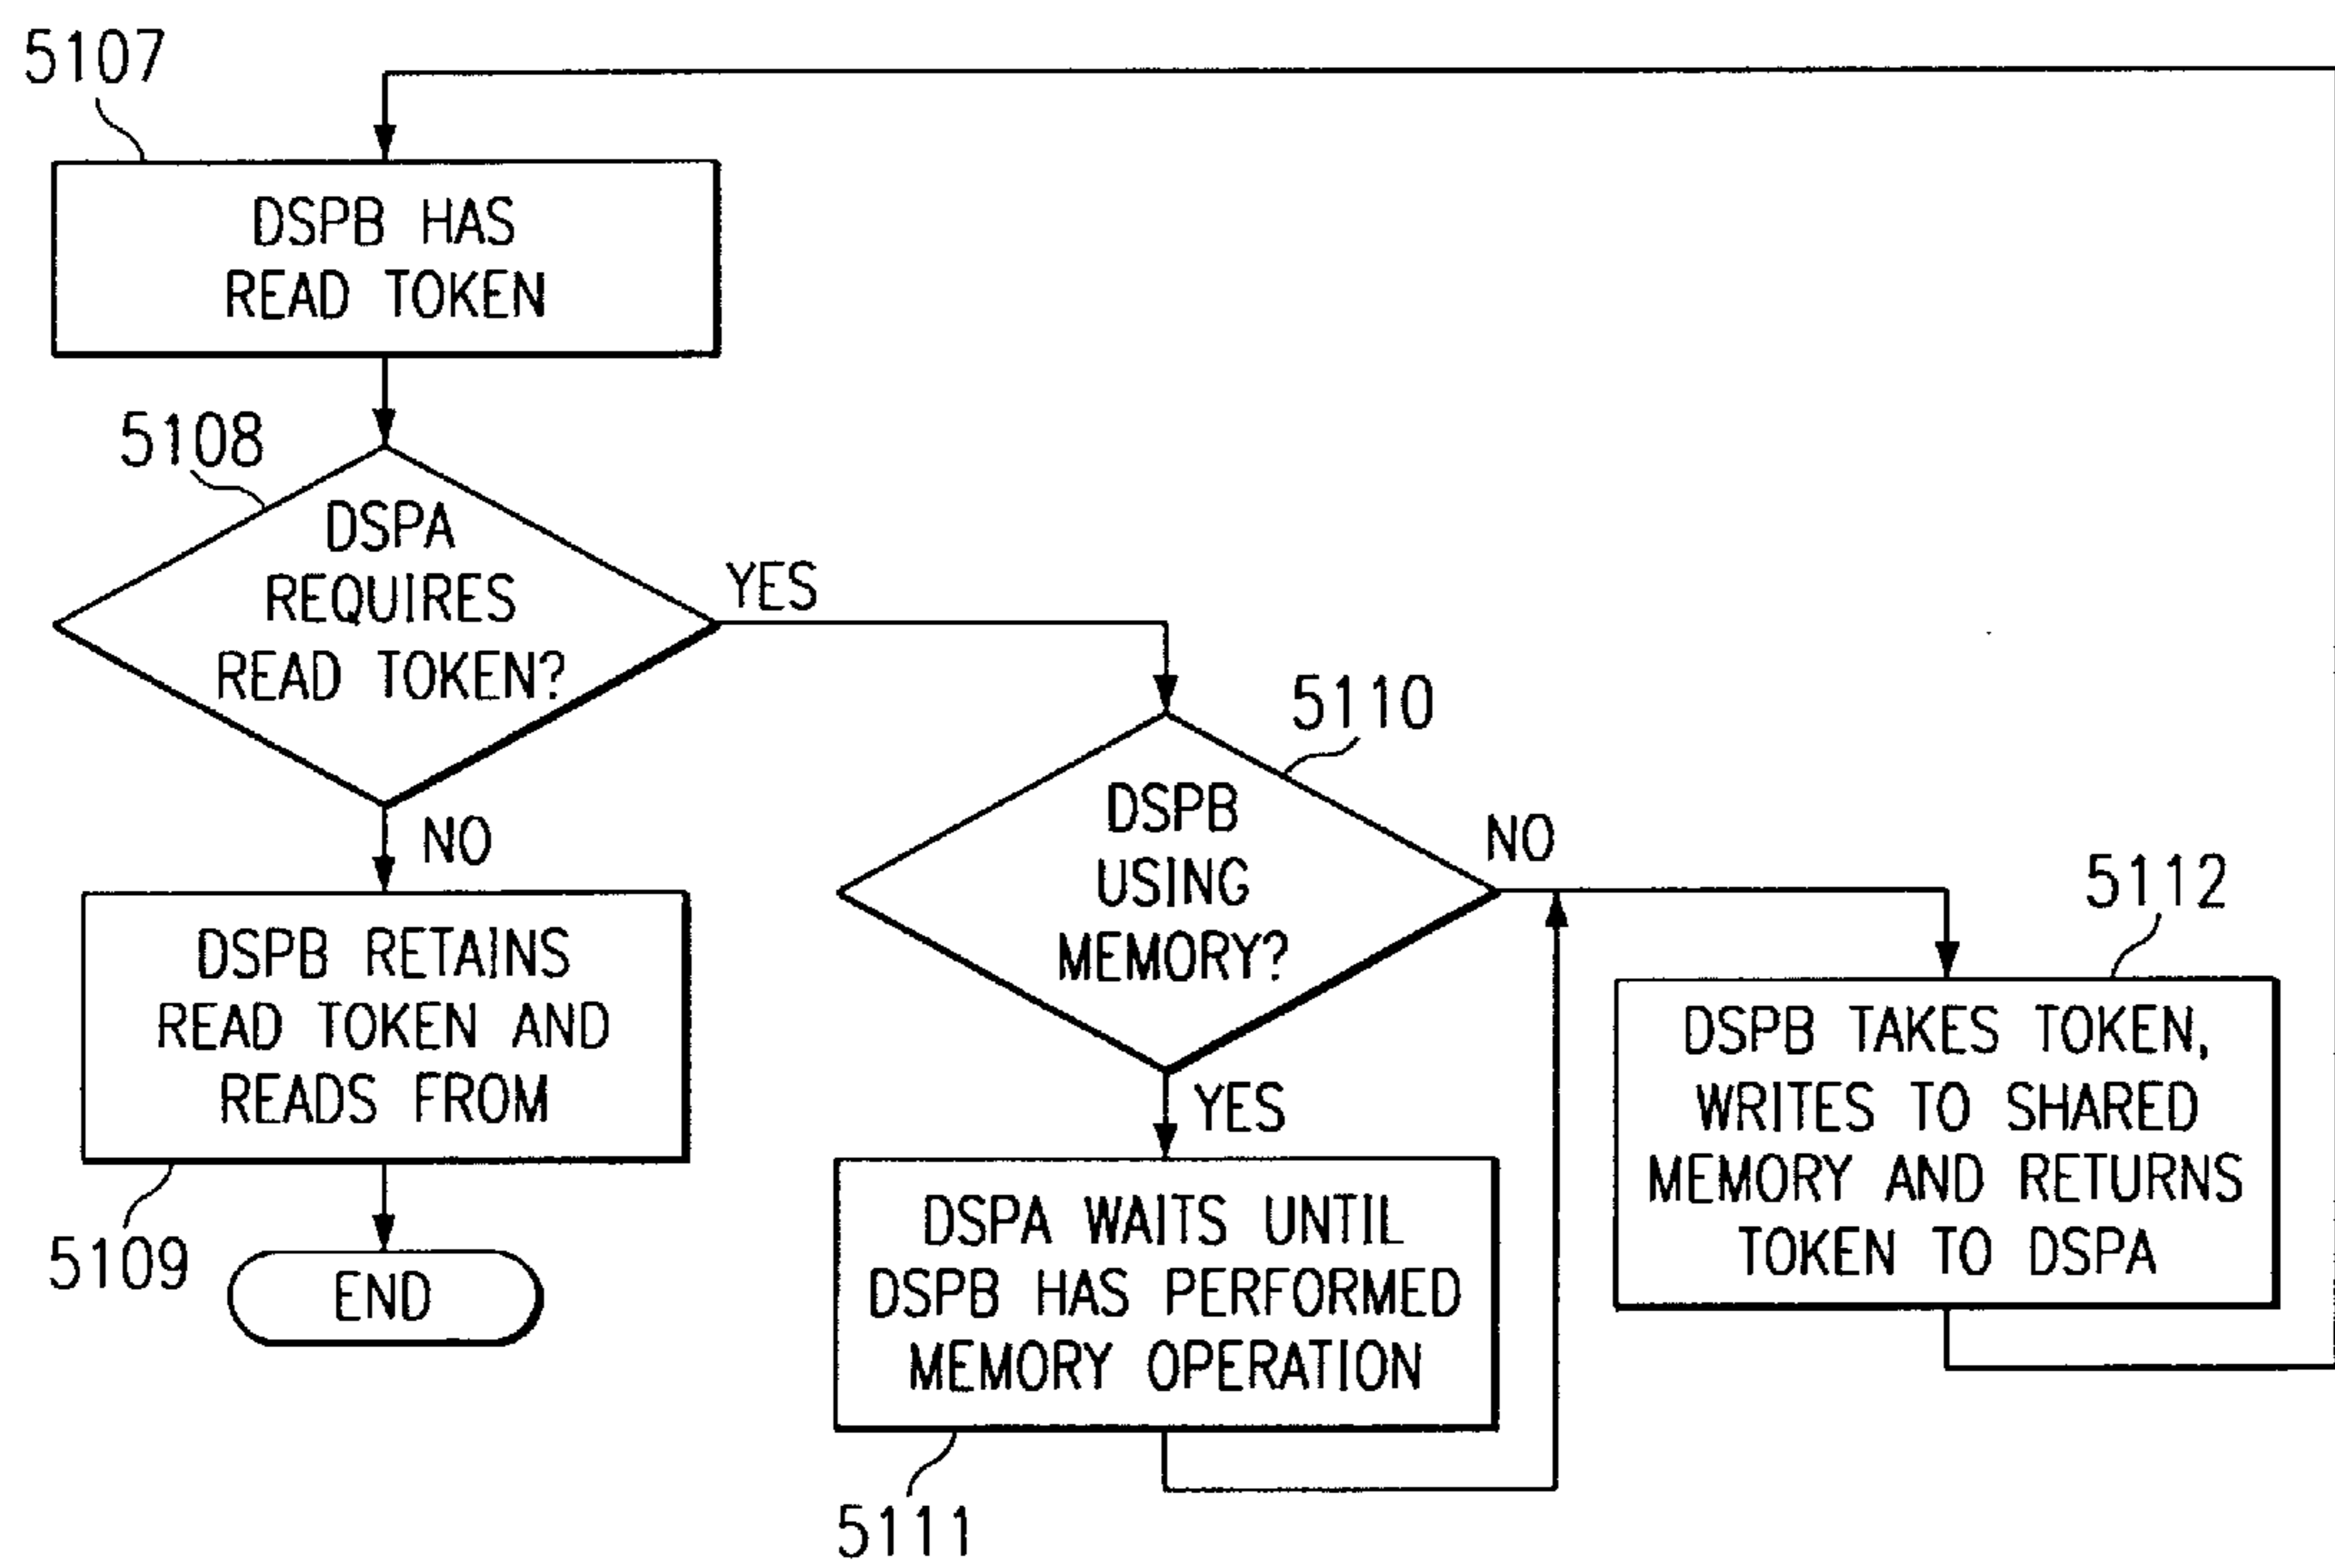 5107
DSPB HAS
READ TOKEN
5108
DSPA
REQUIRES
READ TOKEN?
YES
NO
DSPB RETAINS
READ TOKEN AND
READS FROM
5109
END
5110
DSPB
USING
MEMORY?
NO
YES
DSPA WAITS UNTIL
DSPB HAS PERFORMED
MEMORY OPERATION
5111
5112
DSPB TAKES TOKEN,
WRITES TO SHARED
MEMORY AND RETURNS
TOKEN TO DSPA